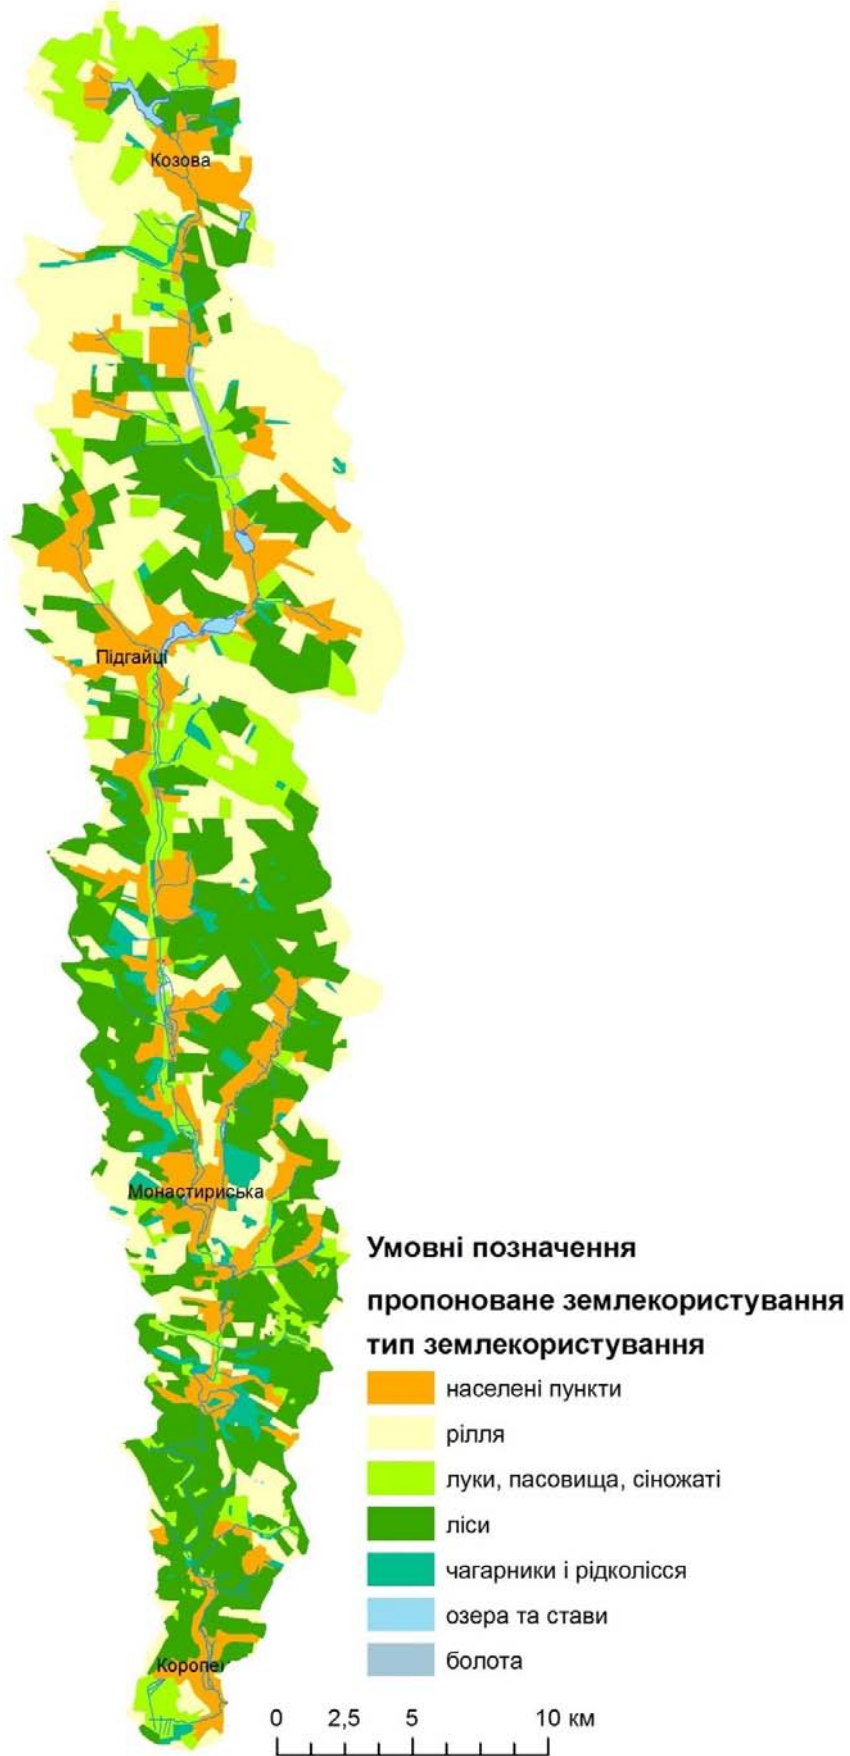 Козова
Підгайці
Монастириська
Умовні позначення
пропоноване землекористування
тип землекористування
населені пункти
рілля
луки, пасовища, сіножаті
ліси
чагарники і рідколісся
озера та стави
болота
Коропец
0 2,5 5 10 км